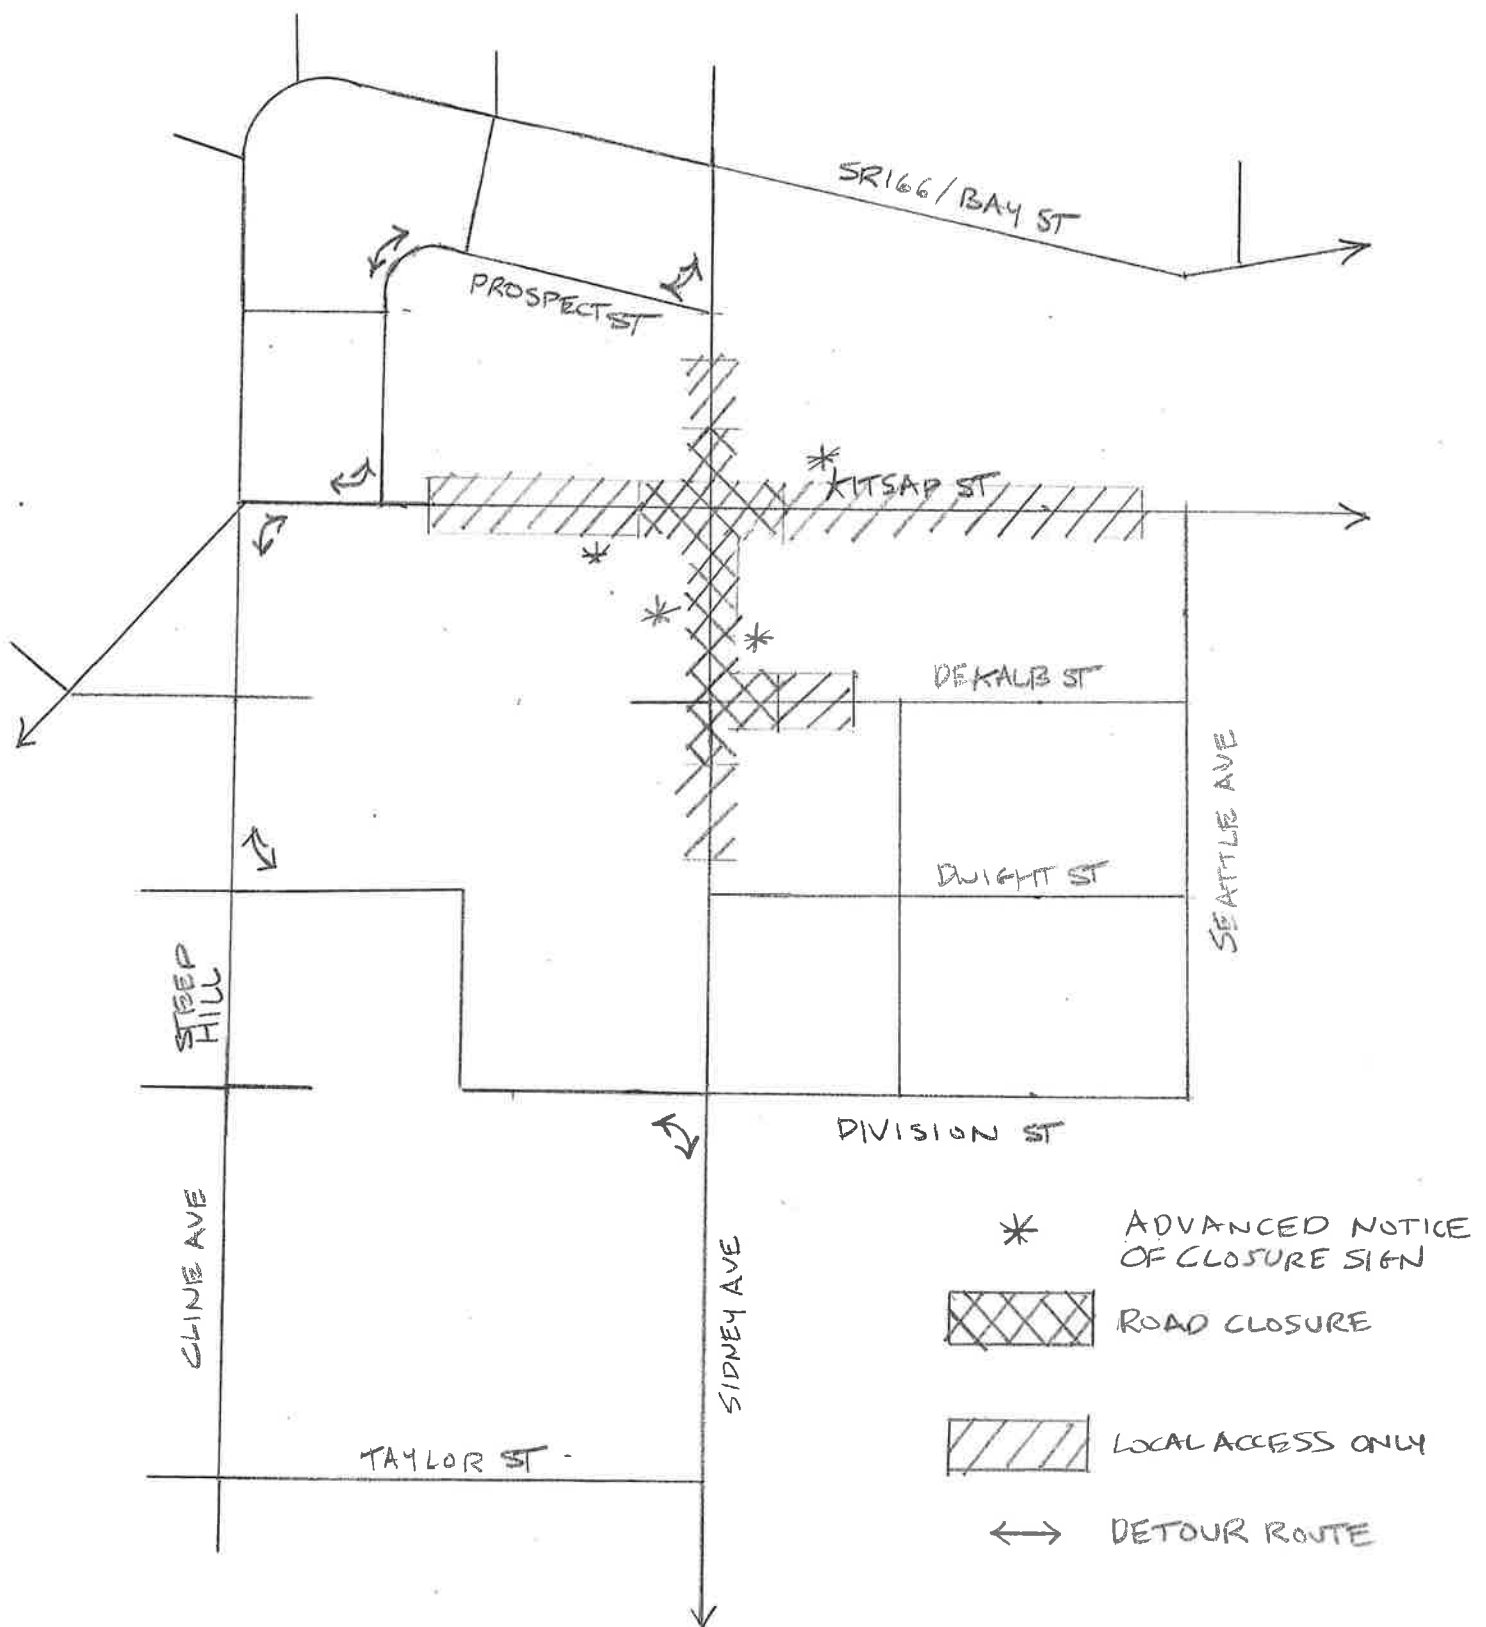 SR166/BAY ST
PROSPECT ST
KITSAP ST
DEKALB ST
SEATTLE AVE
DWIGHT ST
STEEP
HILL
DIVISION ST
CLINE AVE
SIDNEY AVE
TAYLOR ST
ADVANCED NOTICE
OF CLOSURE SIGN
ROAD CLOSURE
LOCAL ACCESS ONLY
DETOUR ROUTE